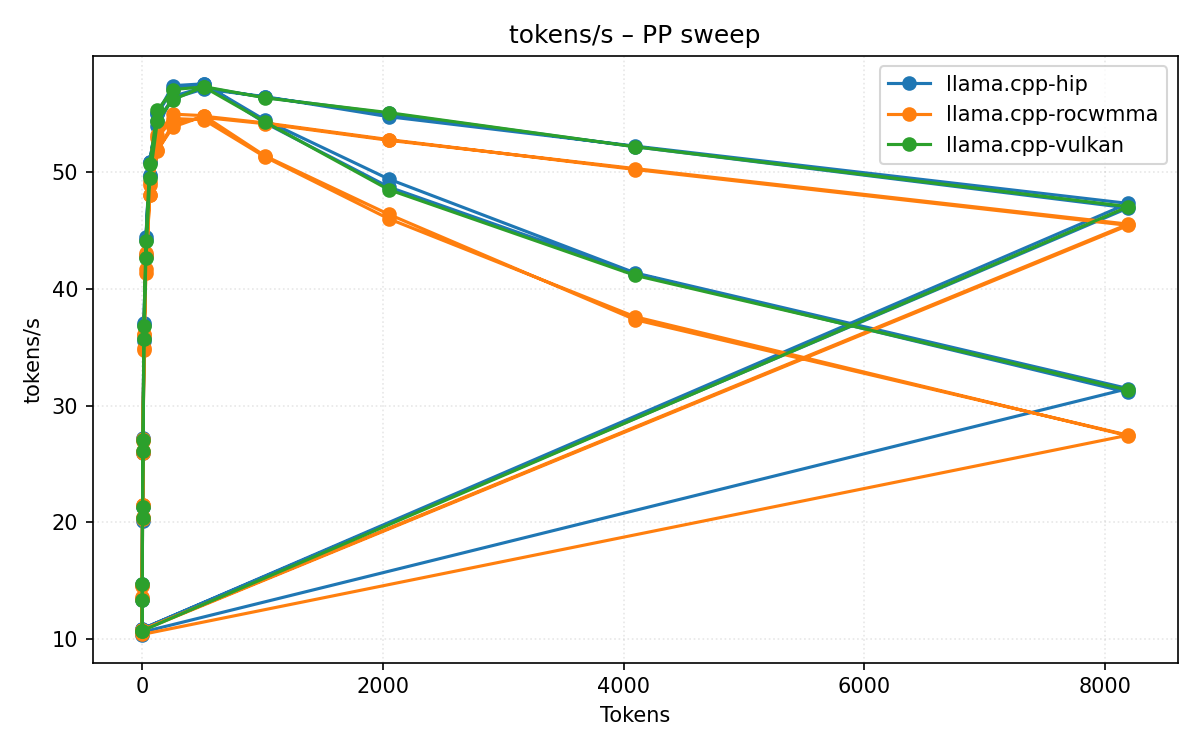 tokens/s – PP sweep
llama.cpp-hip
llama.cpp-rocwmma
llama.cpp-vulkan
tokens/s
50
40
30
20
10
0 2000 4000 6000 8000
Tokens